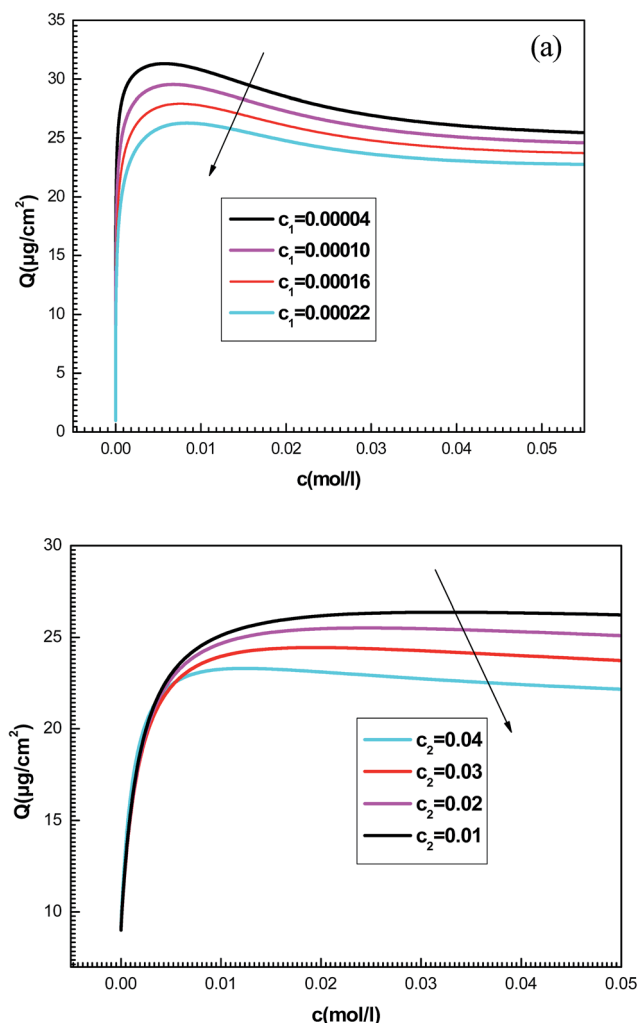 (a)
35
30
25
20
15
10
5
0
Q(µg/cm²)
c₁=0.00004
c₁=0.00010
c₁=0.00016
c₁=0.00022
0.00 0.01 0.02 0.03 0.04 0.05
c(mol/l)
30
25
20
15
10
Q(µg/cm²)
c₂=0.04
c₂=0.03
c₂=0.02
c₂=0.01
0.00 0.01 0.02 0.03 0.04 0.05
c(mol/l)